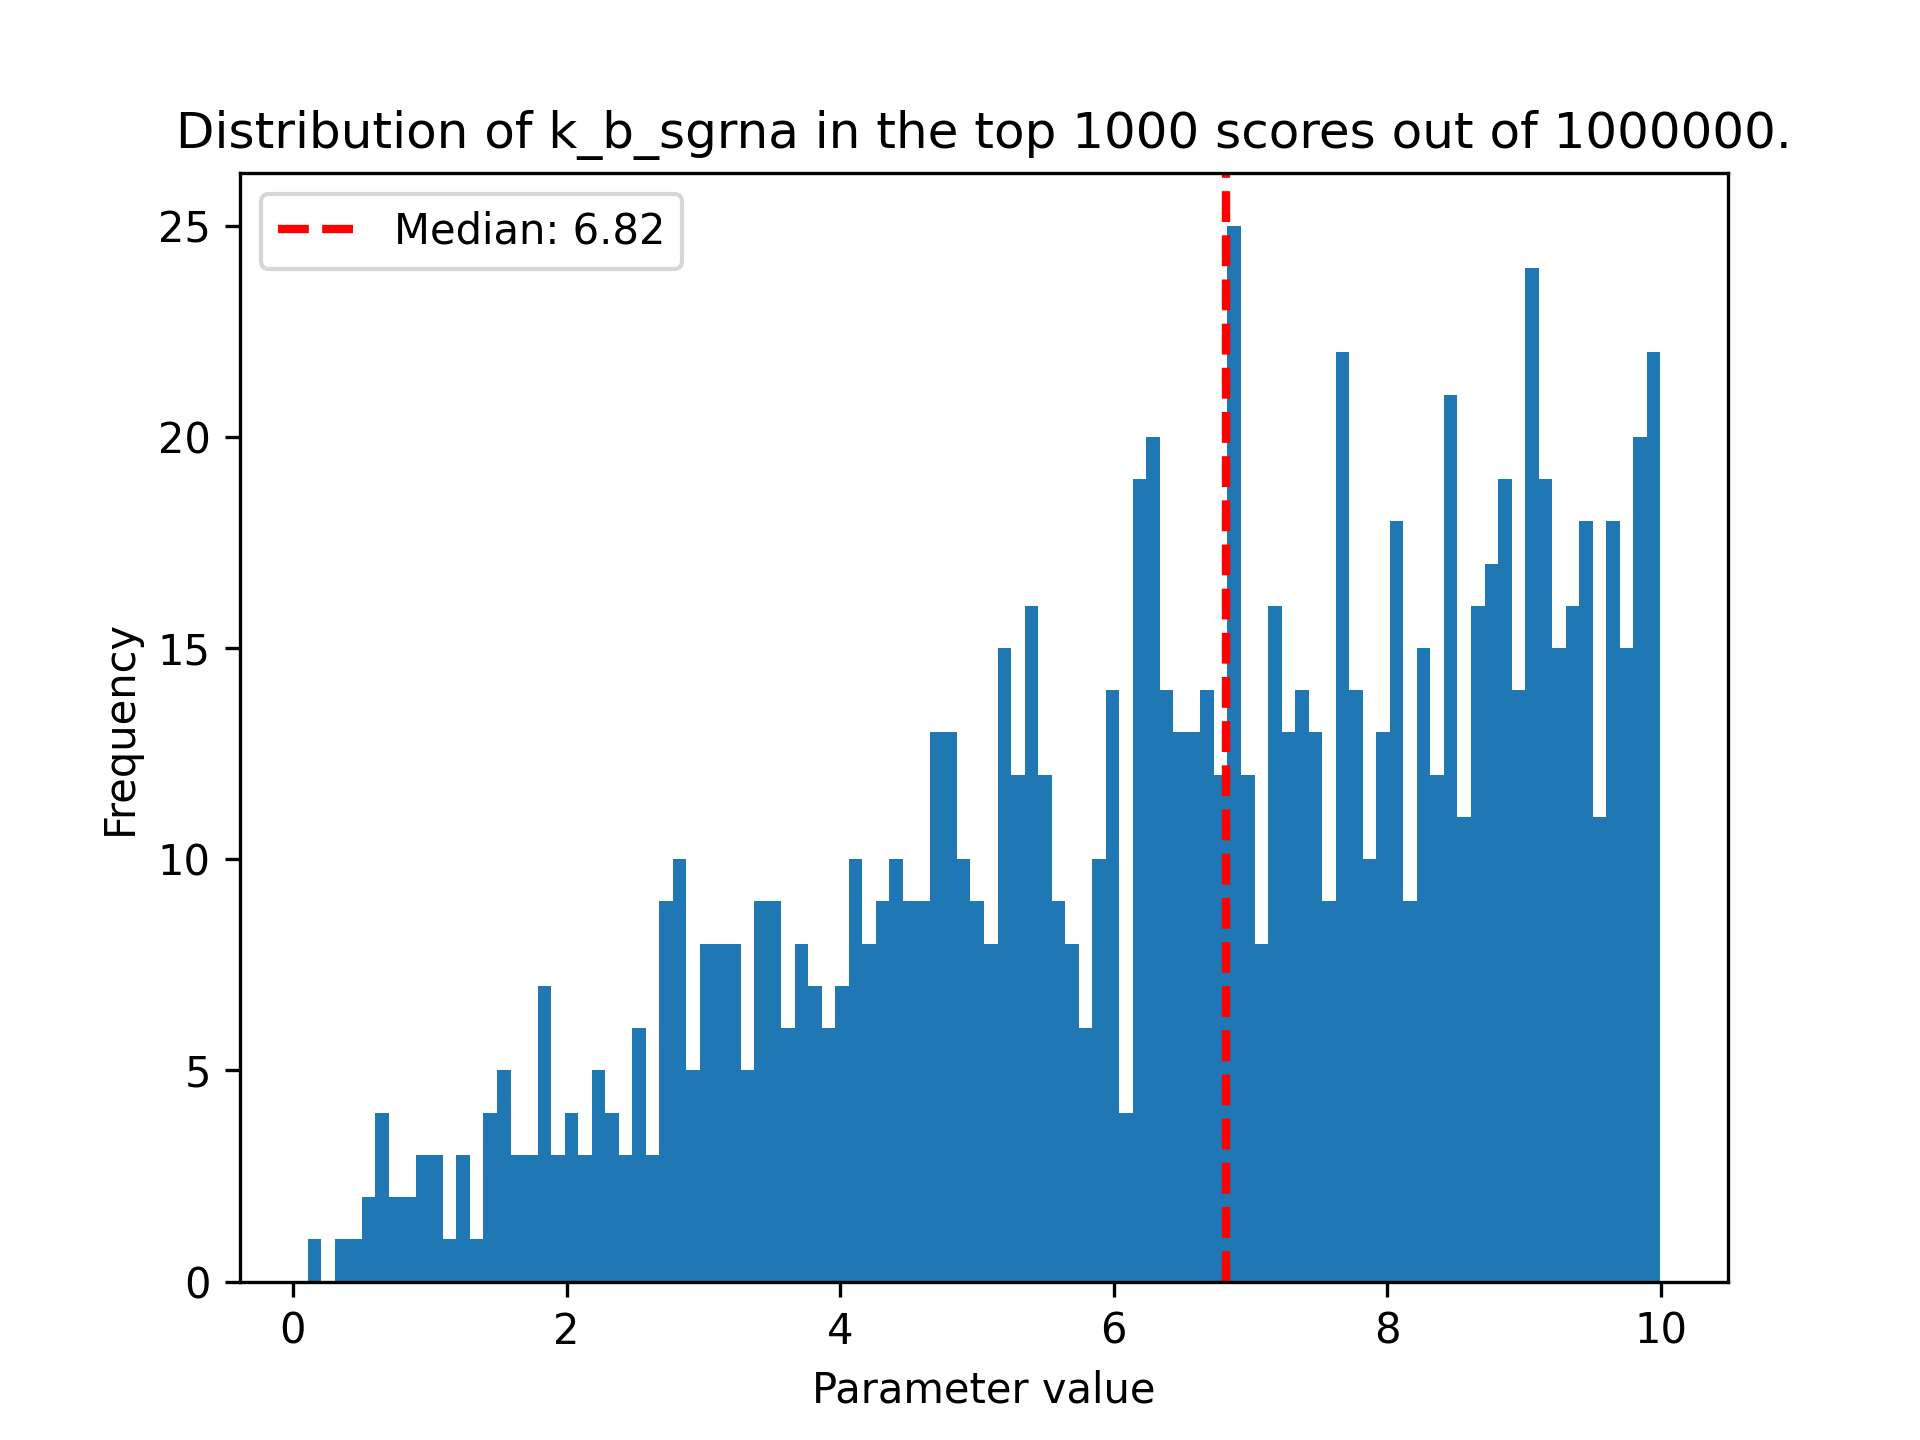 Distribution of k_b_sgrna in the top 1000 scores out of 1000000.
Median: 6.82
Frequency
25
20
15
10
5
0
0 2 4 6 8 10
Parameter value